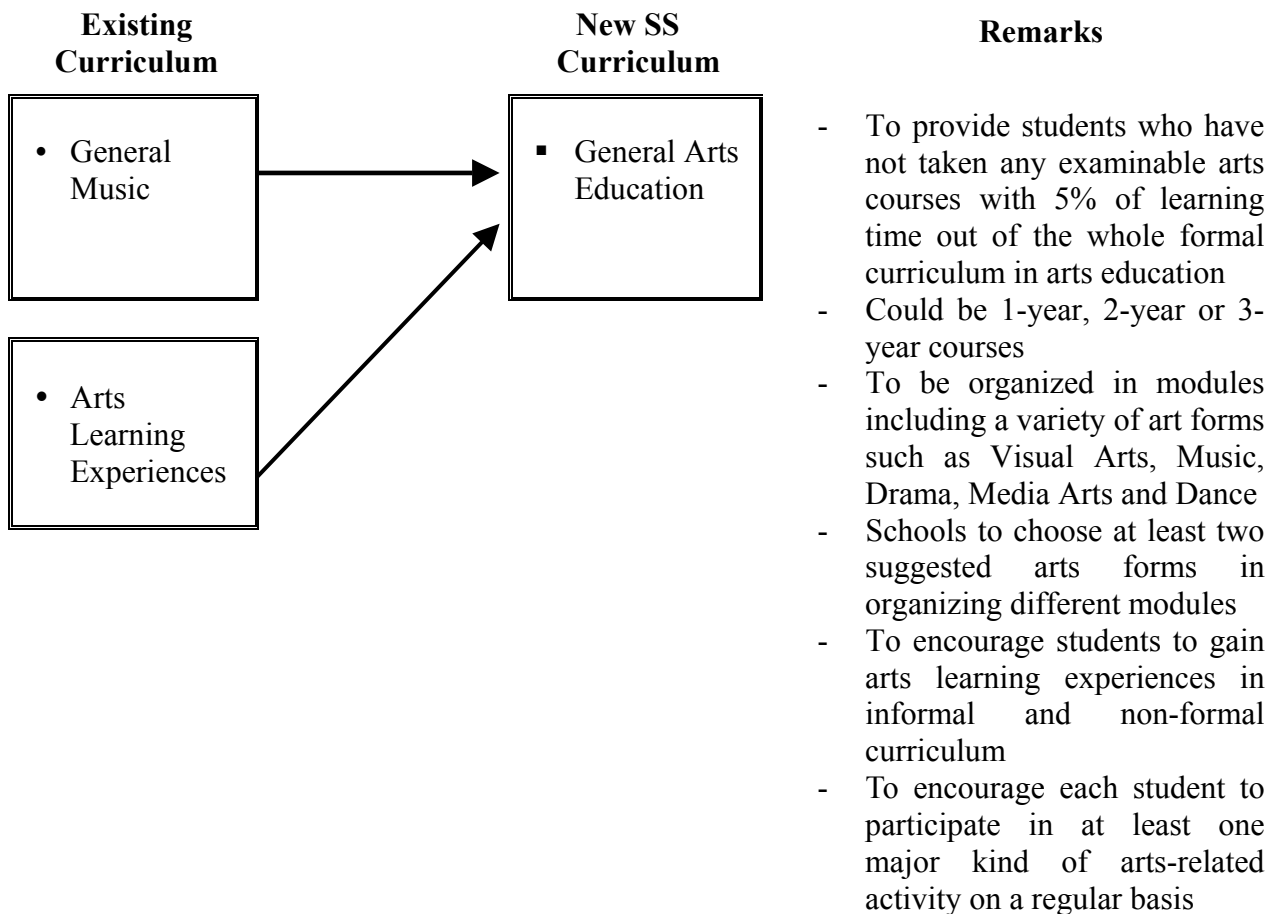 Existing
Curriculum
New SS
Curriculum
Remarks
• General
Music
• Arts
Learning
Experiences
▪ General Arts
Education
- To provide students who have
not taken any examinable arts
courses with 5% of learning
time out of the whole formal
curriculum in arts education
- Could be 1-year, 2-year or 3-
year courses
- To be organized in modules
including a variety of art forms
such as Visual Arts, Music,
Drama, Media Arts and Dance
- Schools to choose at least two
suggested arts forms in
organizing different modules
- To encourage students to gain
arts learning experiences in
informal and non-formal
curriculum
- To encourage each student to
participate in at least one
major kind of arts-related
activity on a regular basis